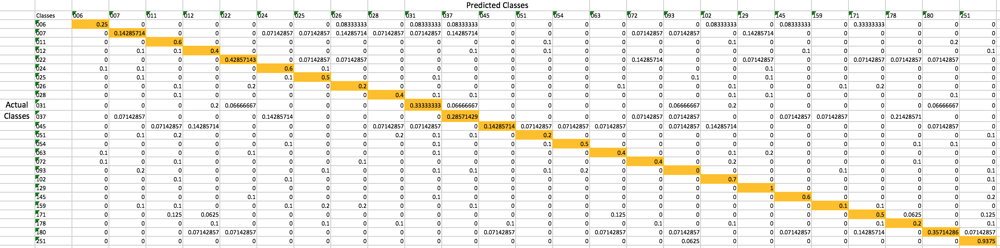 Predicted Classes
Classes 006 007 011 012 022 024 025 026 028 031 037 045 051 054 063 072 093 102 129 145 159 171 178 180 251
006 0.25 0 0 0 0 0 0 0.08333333 0 0.08333333 0.08333333 0 0 0 0 0 0 0.08333333 0 0.08333333 0 0.33333333 0 0 0
007 0 0.14285714 0 0 0 0.07142857 0.07142857 0.14285714 0.07142857 0.07142857 0.14285714 0 0 0 0 0.07142857 0.07142857 0 0.14285714 0 0 0 0 0 0
011 0 0 0.6 0 0 0 0 0 0 0 0 0 0.1 0 0 0 0 0.1 0 0 0 0 0 0.2 0
012 0 0.1 0.1 0.4 0 0 0 0 0 0 0.1 0 0.1 0 0 0 0 0 0 0.1 0 0 0 0 0.1
022 0 0 0 0 0.42857143 0 0.07142857 0.07142857 0 0 0 0 0 0 0 0.14285714 0 0 0.07142857 0 0 0.07142857 0.07142857 0.07142857 0
024 0.1 0.1 0 0 0 0.6 0.1 0 0 0 0 0 0 0 0 0 0 0 0.1 0 0 0 0 0 0
025 0 0.1 0 0 0 0.1 0.5 0 0 0.1 0 0 0 0 0 0 0.1 0 0.1 0 0 0 0 0 0
026 0 0 0.1 0 0.2 0 0 0.2 0 0 0 0 0 0 0.1 0 0 0.1 0 0 0.1 0.2 0 0 0
028 0 0 0.1 0 0 0 0 0 0.4 0.1 0.1 0 0 0 0 0 0 0.1 0.1 0 0 0 0 0.1 0
Actual 031 0 0 0 0.2 0.06666667 0 0 0 0 0.33333333 0.06666667 0 0 0 0 0 0.06666667 0.2 0 0 0 0 0 0.06666667 0
Classes 037 0 0.07142857 0 0 0 0.14285714 0 0 0 0 0.28571429 0 0 0 0 0.07142857 0.07142857 0 0 0.07142857 0.07142857 0 0.21428571 0 0
045 0 0 0.07142857 0.14285714 0 0 0 0 0.07142857 0.07142857 0 0.14285714 0.07142857 0.07142857 0.07142857 0 0.07142857 0.14285714 0 0 0 0 0 0.07142857 0
051 0 0.1 0.2 0 0 0 0 0 0.2 0.1 0.1 0 0.2 0 0 0 0 0 0 0 0 0 0 0 0.1
054 0 0 0 0 0 0.1 0 0 0 0.1 0 0 0.1 0.5 0 0 0 0 0 0 0 0 0.1 0.1 0
063 0.1 0 0 0 0.1 0 0 0 0 0.1 0 0 0 0 0.4 0 0 0.1 0.2 0 0 0 0 0 0
072 0.1 0 0.1 0 0 0 0 0.1 0 0 0 0 0 0 0 0.4 0 0.2 0 0 0 0 0.1 0 0
093 0 0.2 0 0 0 0 0.1 0 0 0.1 0.1 0 0.1 0.2 0 0 0 0 0 0 0.1 0 0 0 0.1
102 0 0 0.1 0 0 0.1 0 0 0 0 0 0 0 0 0 0 0 0.7 0 0 0 0 0 0 0.1
129 0 0 0 0 0 0 0 0 0 0 0 0 0 0 0 0 0 0 1 0 0 0 0 0 0
145 0 0 0 0 0.1 0 0 0 0 0.1 0 0 0 0 0 0 0 0 0 0.6 0 0 0 0 0.2
159 0 0.1 0.1 0 0 0.1 0.2 0.2 0 0 0.1 0 0 0 0 0 0 0 0 0 0.1 0.1 0 0 0
171 0 0 0.125 0.0625 0 0 0 0 0 0 0 0 0 0 0.125 0 0 0 0 0 0 0.5 0.0625 0 0.125
178 0 0 0 0.1 0 0 0.1 0 0.1 0 0 0.1 0 0 0 0.1 0 0.1 0 0 0 0.1 0.2 0 0.1
180 0 0 0 0.07142857 0.07142857 0 0 0 0 0 0 0.07142857 0 0 0.07142857 0 0.07142857 0 0 0.07142857 0 0.14285714 0 0.35714286 0.07142857
251 0 0 0 0 0 0 0 0 0 0 0 0 0 0 0 0 0.0625 0 0 0 0 0 0 0 0.9375